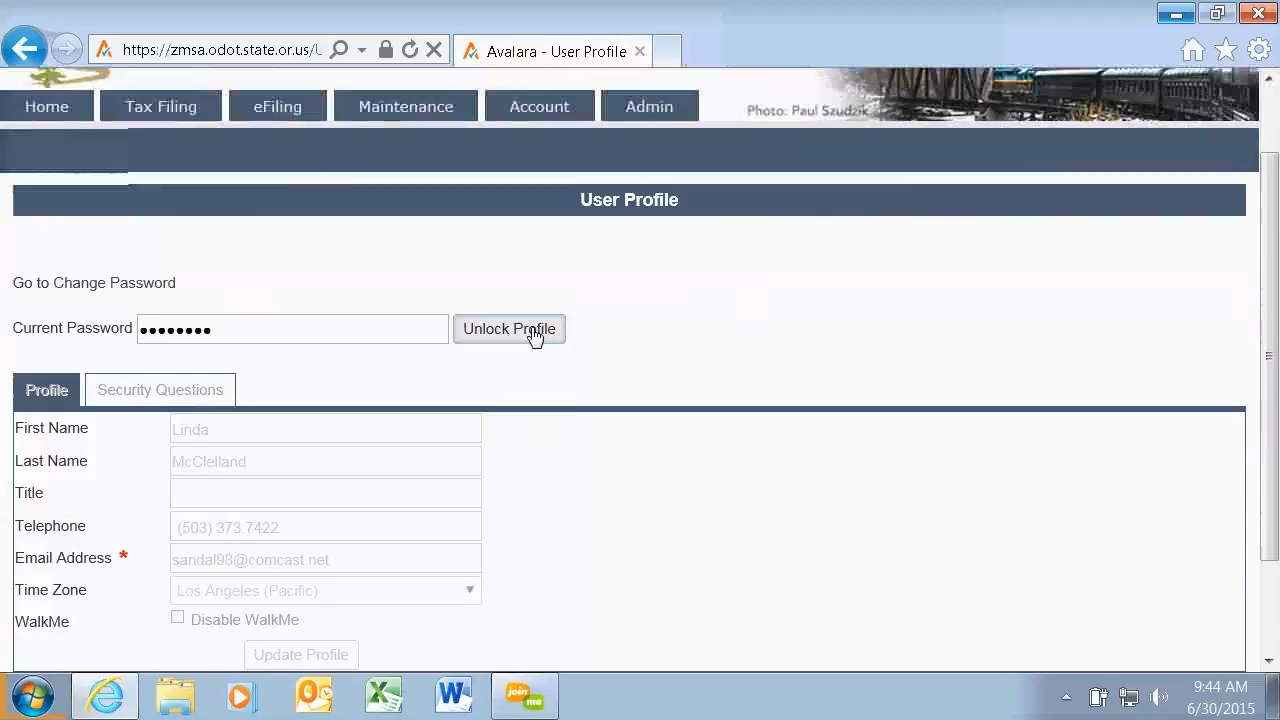 https://zmsa.odot.state.or.us/U
Avalara - User Profile
Home
Tax Filing
eFiling
Maintenance
Account
Admin
Photo: Paul Szudzik
User Profile
Go to Change Password
Current Password
Unlock Profile
Profile
Security Questions
First Name
Linda
Last Name
McClelland
Title
Telephone
(503) 373.7422
Email Address *
sandal98@comcast.net
Time Zone
Los Angeles (Pacific)
WalkMe
Disable WalkMe
Update Profile
join me
9:44 AM
6/30/2015